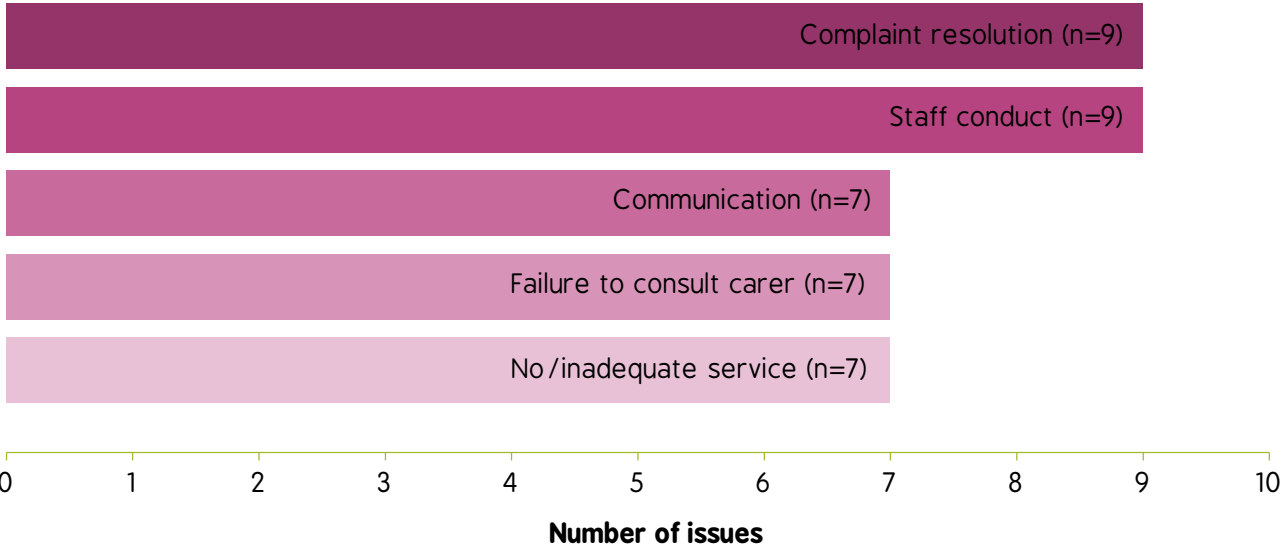 Complaint resolution (n=9)
Staff conduct (n=9)
Communication (n=7)
Failure to consult carer (n=7)
No/inadequate service (n=7)
0 1 2 3 4 5 6 7 8 9 10
Number of issues